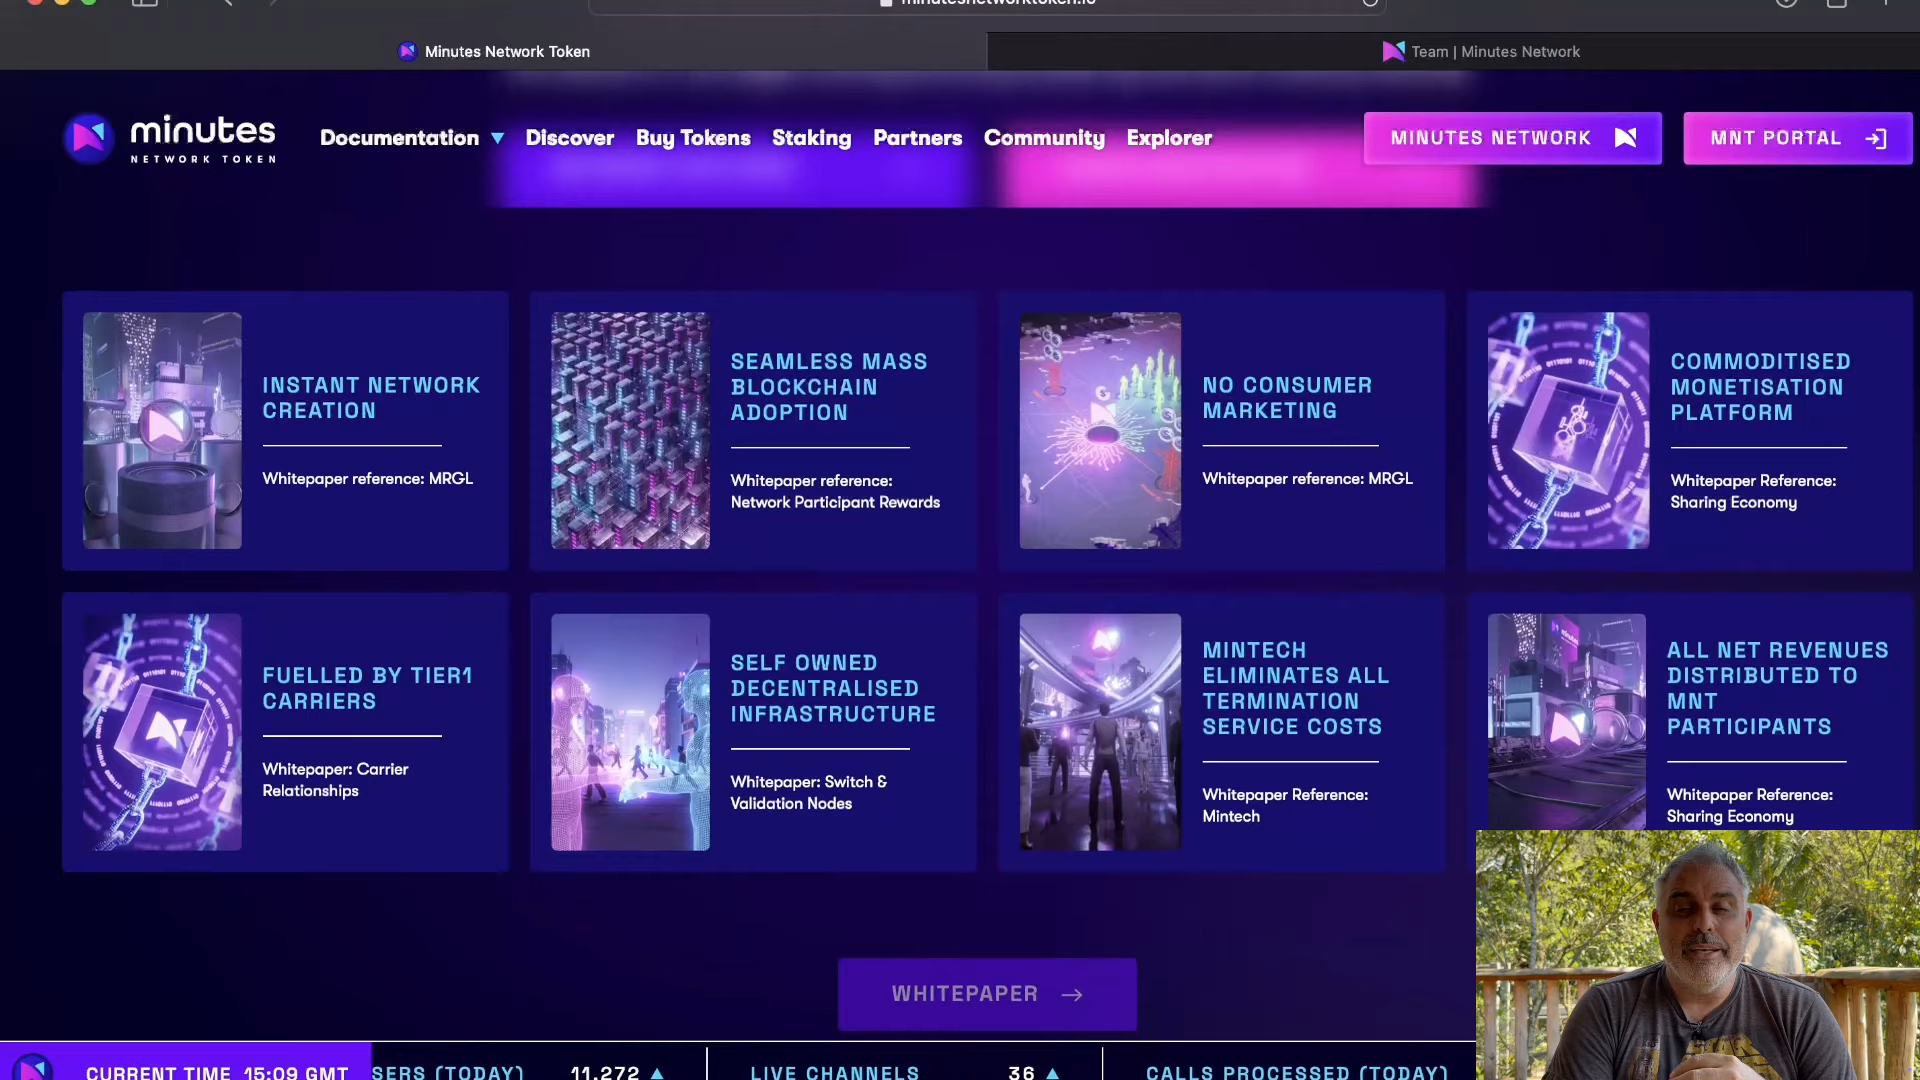 minutesnetworktoken.io
Minutes Network Token
Team | Minutes Network
minutes
NETWORK TOKEN
Documentation
Discover
Buy Tokens
Staking
Partners
Community
Explorer
MINUTES NETWORK
MNT PORTAL
INSTANT NETWORK
CREATION
Whitepaper reference: MRGL
SEAMLESS MASS
BLOCKCHAIN
ADOPTION
Whitepaper reference:
Network Participant Rewards
NO CONSUMER
MARKETING
Whitepaper reference: MRGL
COMMODITISED
MONETISATION
PLATFORM
Whitepaper Reference:
Sharing Economy
FUELLED BY TIER1
CARRIERS
Whitepaper: Carrier
Relationships
SELF OWNED
DECENTRALISED
INFRASTRUCTURE
Whitepaper: Switch &
Validation Nodes
MINTECH
ELIMINATES ALL
TERMINATION
SERVICE COSTS
Whitepaper Reference:
Mintech
ALL NET REVENUES
DISTRIBUTED TO
MNT
PARTICIPANTS
Whitepaper Reference:
Sharing Economy
WHITEPAPER
CURRENT TIME 15:09 GMT
SERS (TODAY) 11,272
LIVE CHANNELS 36
CALLS PROCESSED (TODAY)